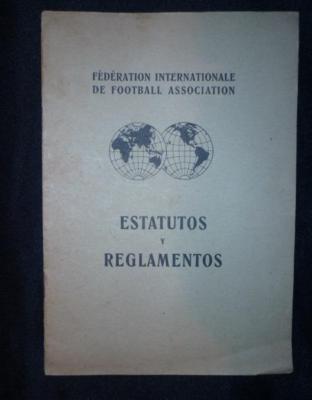 FÉDÉRATION INTERNATIONALE
DE FOOTBALL ASSOCIATION
ESTATUTOS
Y
REGLAMENTOS